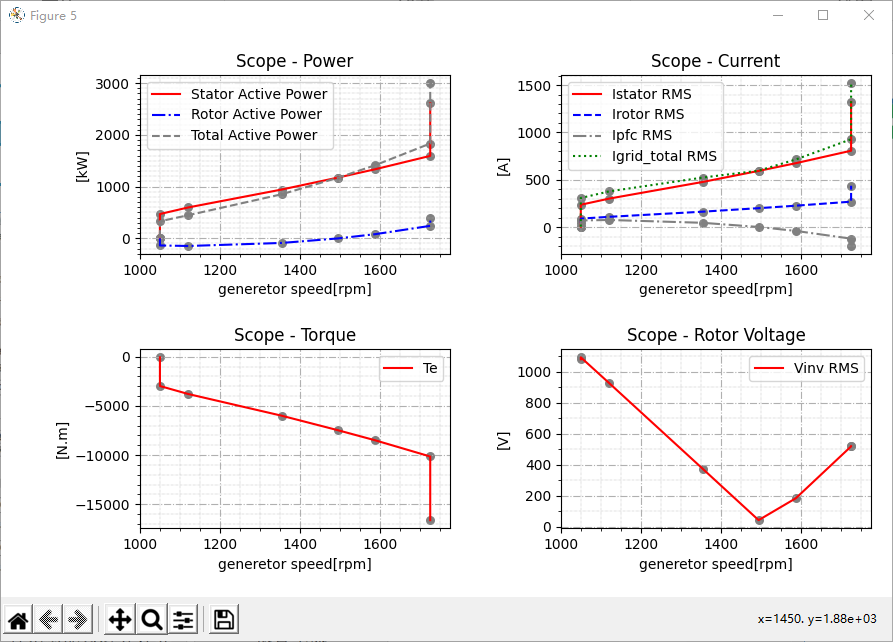 Figure 5
Scope - Power
3000
2000
1000
0
[kW]
Stator Active Power
Rotor Active Power
Total Active Power
1000 1200 1400 1600
generetor speed[rpm]
Scope - Current
1500
1000
500
0
[A]
Istator RMS
Irotor RMS
Ipfc RMS
Igrid_total RMS
1000 1200 1400 1600
generetor speed[rpm]
Scope - Torque
0
−5000
−10000
−15000
[N.m]
Te
1000 1200 1400 1600
generetor speed[rpm]
Scope - Rotor Voltage
1000
800
600
400
200
0
[V]
Vinv RMS
1000 1200 1400 1600
generetor speed[rpm]
x=1450. y=1.88e+03